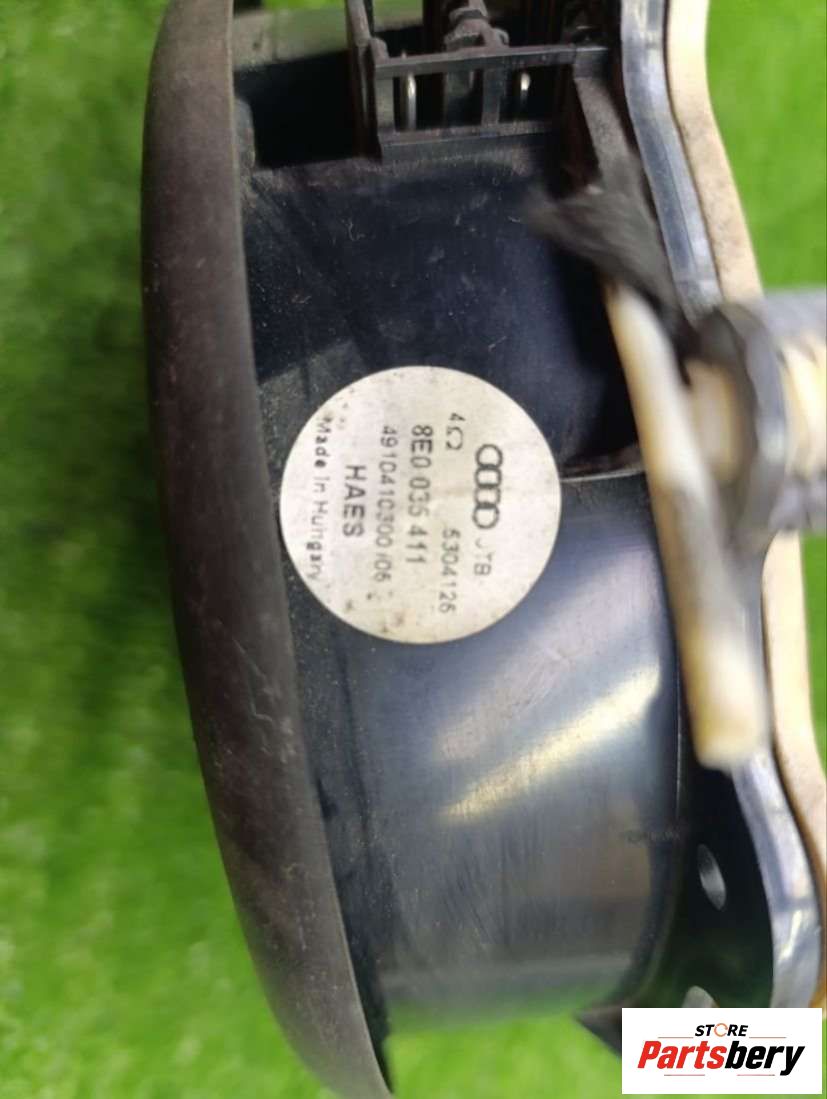 JTB
4Ω 5304126
8E0 035 411
4910410300/06
HAES
Made in Hungary
STORE
Partsbery